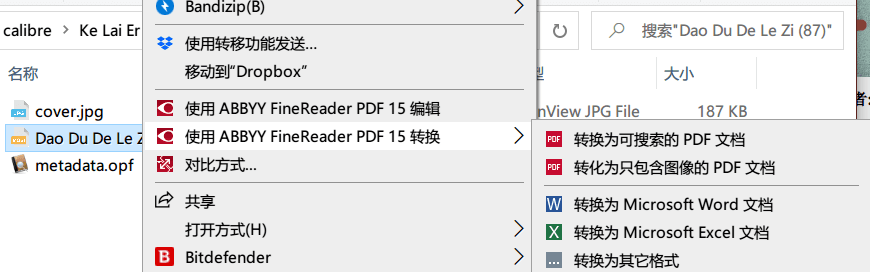 Bandizip(B)
calibre > Ke Lai Er
搜索"Dao Du De Le Zi (87)"
使用转移功能发送...
移动到“Dropbox”
名称
型
大小
cover.jpg
使用 ABBYY FineReader PDF 15 编辑
nView JPG File
187 KB
者:
Dao Du De Le Z
使用 ABBYY FineReader PDF 15 转换
转换为可搜索的 PDF 文档
metadata.opf
对比方式...
转化为只包含图像的 PDF 文档
共享
转换为 Microsoft Word 文档
打开方式(H)
转换为 Microsoft Excel 文档
Bitdefender
转换为其它格式